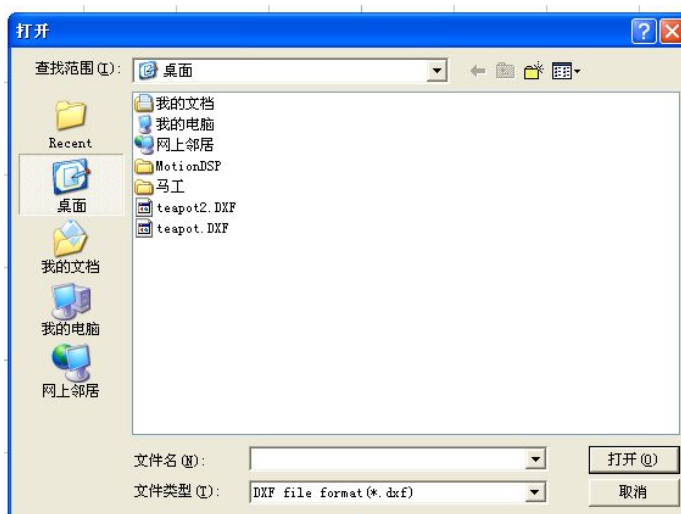 打开
查找范围(I):
桌面
Recent
桌面
我的文档
我的电脑
网上邻居
我的文档
我的电脑
网上邻居
MotionDSP
马工
teapot2.DXF
teapot.DXF
文件名(N):
打开(O)
文件类型(T):
DXF file format(*.dxf)
取消